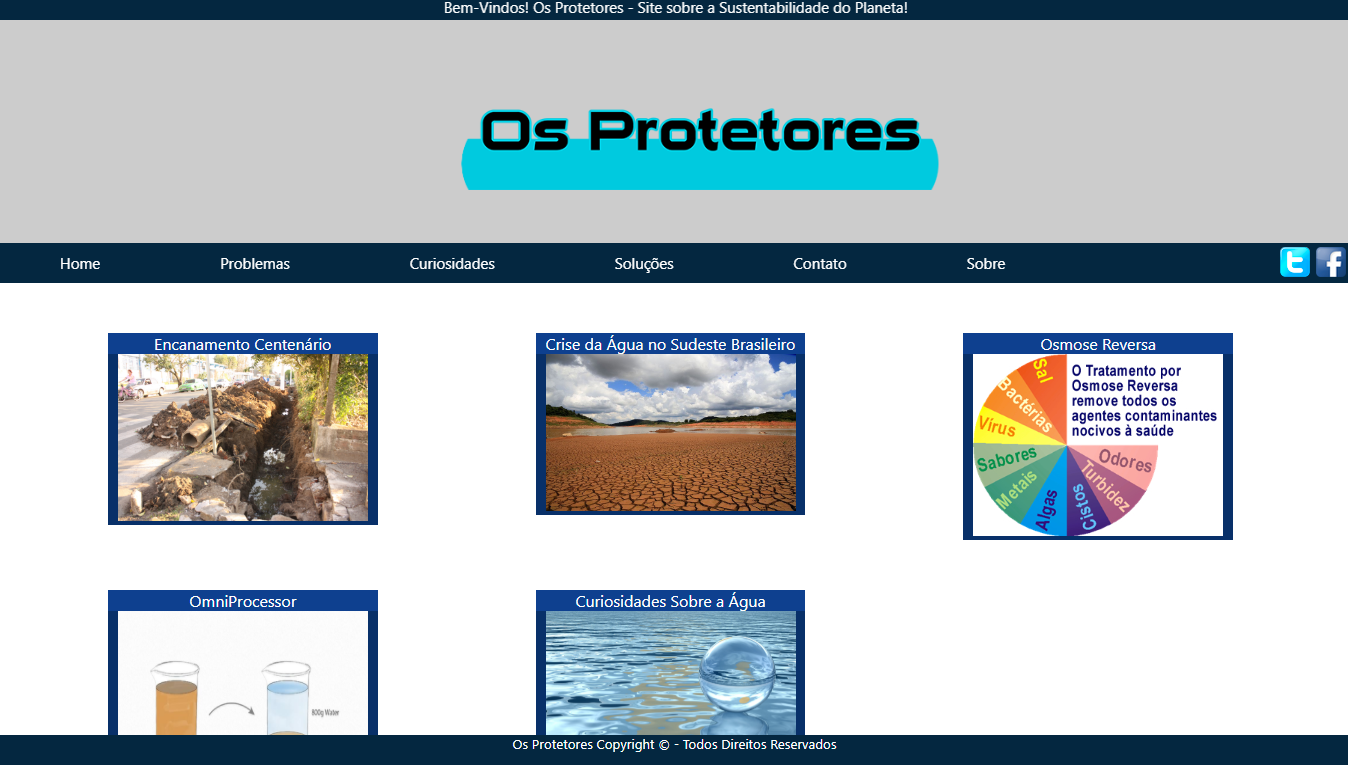 Bem-Vindos! Os Protetores - Site sobre a Sustentabilidade do Planeta!
Os Protetores
Home Problemas Curiosidades Soluções Contato Sobre
Encanamento Centenário
Crise da Água no Sudeste Brasileiro
Osmose Reversa
O Tratamento por
Osmose Reversa
remove todos os
agentes contaminantes
nocivos à saúde
Sal
Bactérias
Vírus
Sabores
Metais
Algas
Cistos
Turbidez
Odores
OmniProcessor
800g Water
Curiosidades Sobre a Água
Os Protetores Copyright © - Todos Direitos Reservados